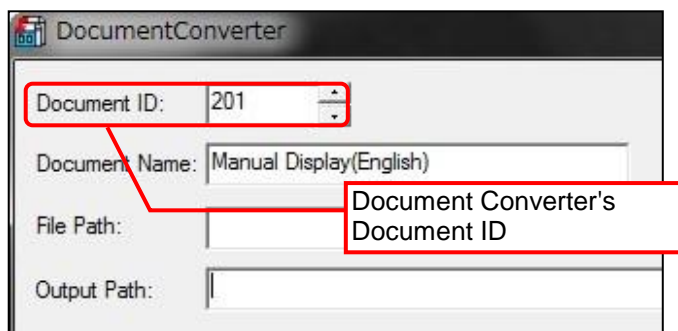 DocumentConverter
Document ID: 201
Document Name: Manual Display(English)
Document Converter's
Document ID
File Path:
Output Path: